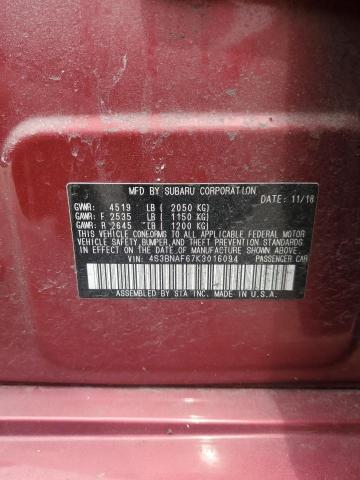 MFD BY SUBARU CORPORATION
DATE: 11/18
GVWR: 4519 LB ( 2050 KG)
GAWR: F 2535 LB ( 1150 KG)
GAWR: R 2645 LB ( 1200 KG)
THIS VEHICLE CONFORMS TO ALL APPLICABLE FEDERAL MOTOR
VEHICLE SAFETY, BUMPER, AND THEFT PREVENTION STANDARDS
IN EFFECT ON THE DATE OF MANUFACTURE SHOWN ABOVE.
VIN: 4S3BNAF67K3016094 PASSENGER CAR
ASSEMBLED BY SIA INC. IN U.S.A.